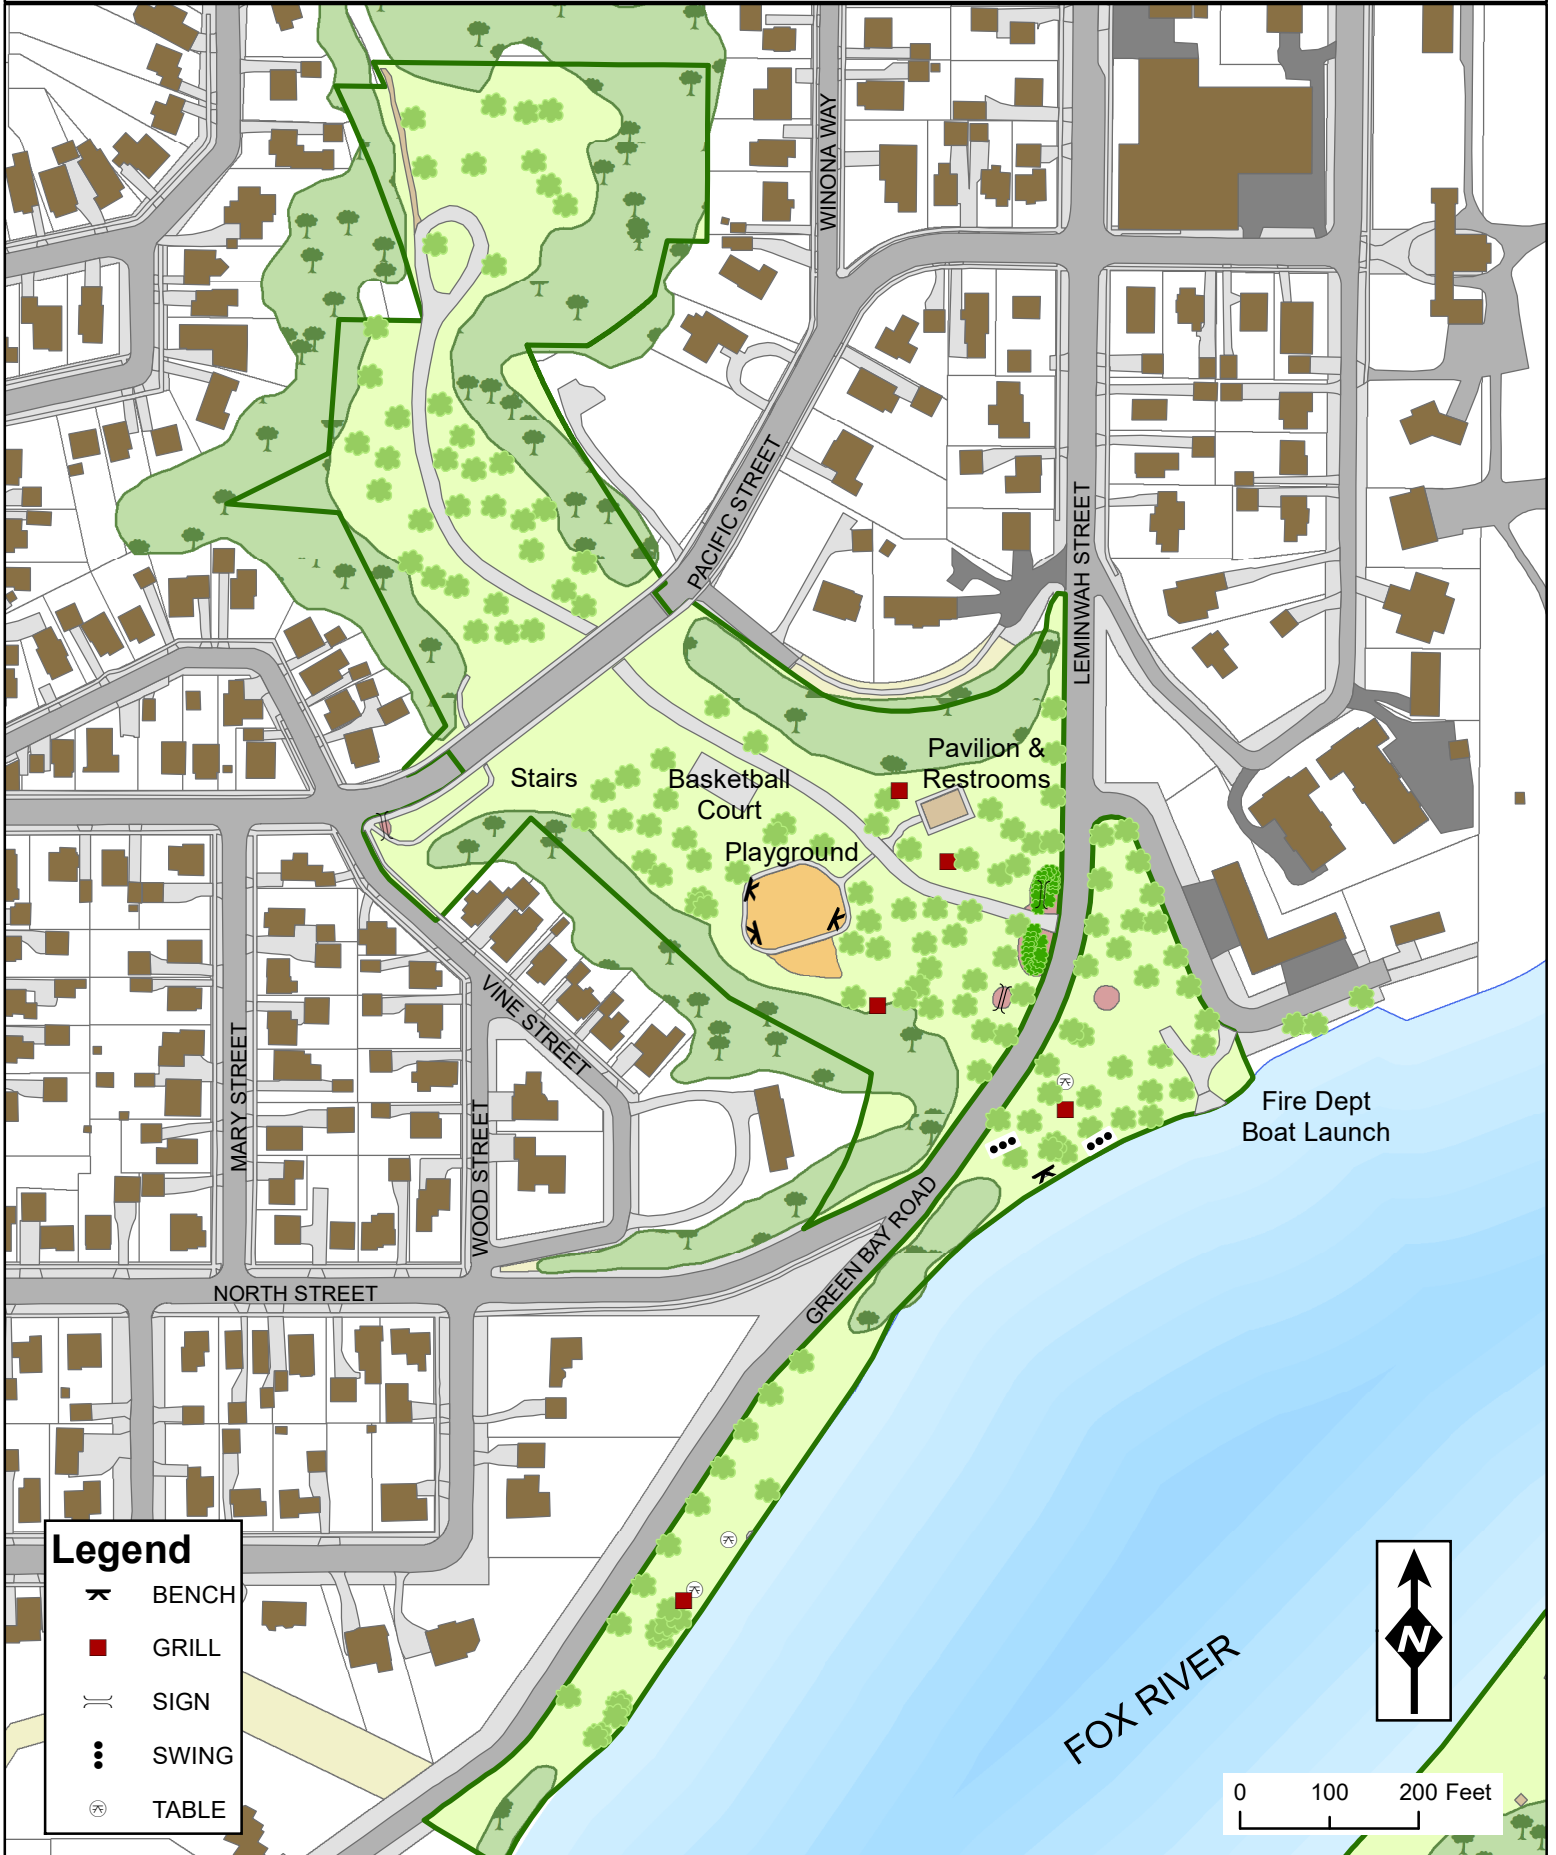 WINONA WAY
PACIFIC STREET
LEMINWAH STREET
Pavilion &
Restrooms
Stairs
Basketball
Court
Playground
VINE STREET
MARY STREET
WOOD STREET
Fire Dept
Boat Launch
GREEN BAY ROAD
NORTH STREET
Legend
BENCH
GRILL
SIGN
SWING
TABLE
FOX RIVER
N
0 100 200 Feet